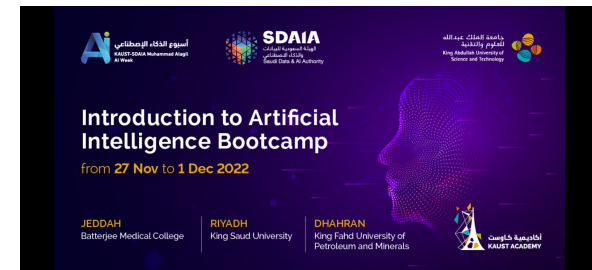 أسبوع الذكاء الإصطناعي
KAUST-SDAIA Muhammed Alagil
AI Week
Ai
SDAIA
الهيئة السعودية للبيانات
والذكاء الاصطناعي
Saudi Data & AI Authority
جامعة الملك عبدالله
للعلوم والتقنية
King Abdullah University of
Science and Technology
Introduction to Artificial
Intelligence Bootcamp
from 27 Nov to 1 Dec 2022
JEDDAH
Batterjee Medical College
RIYADH
King Saud University
DHAHRAN
King Fahd University of
Petroleum and Minerals
أكاديمية كاوست
KAUST ACADEMY